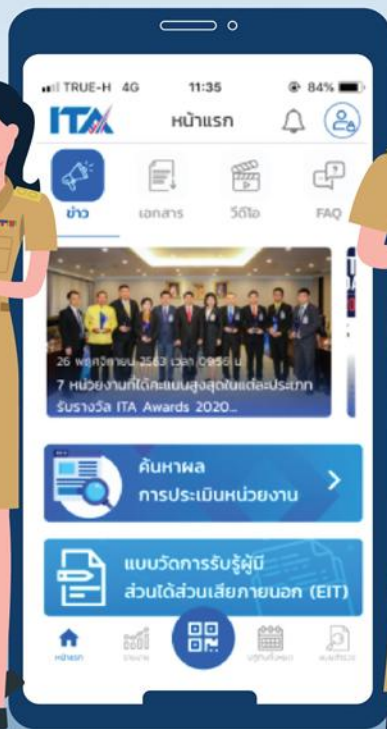 TRUE-H 4G 11:35 84%
ITA หน้าแรก
ข่าว เอกสาร วีดีโอ FAQ
26 พฤศจิกายน 2563 เวลา 09:56 น
7 หน่วยงานที่ได้คะแนนสูงสุดในแต่ละประเภท
รับรางวัล ITA Awards 2020...
ค้นหาผล
การประเมินหน่วยงาน
แบบวัดการรับรู้ผู้มี
ส่วนได้ส่วนเสียภายนอก (EIT)
หน้าแรก